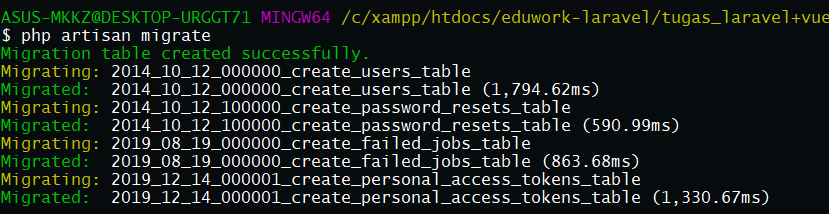 ASUS-MKKZ@DESKTOP-URGGT71 MINGW64 /c/xampp/htdocs/eduwork-laravel/tugas_laravel+vue
$ php artisan migrate
Migration table created successfully.
Migrating: 2014_10_12_000000_create_users_table
Migrated:  2014_10_12_000000_create_users_table (1,794.62ms)
Migrating: 2014_10_12_100000_create_password_resets_table
Migrated:  2014_10_12_100000_create_password_resets_table (590.99ms)
Migrating: 2019_08_19_000000_create_failed_jobs_table
Migrated:  2019_08_19_000000_create_failed_jobs_table (863.68ms)
Migrating: 2019_12_14_000001_create_personal_access_tokens_table
Migrated:  2019_12_14_000001_create_personal_access_tokens_table (1,330.67ms)